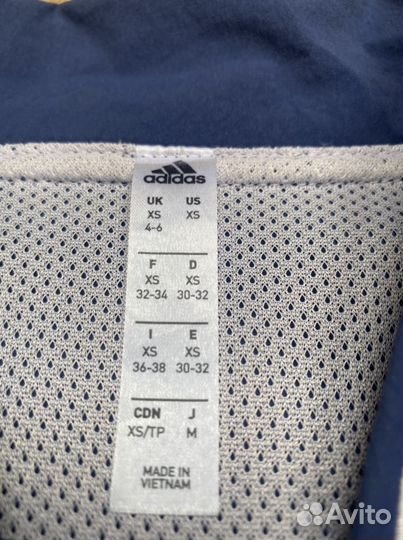 adidas
UK US
XS XS
4-6
F D
XS XS
32-34 30-32
I E
XS XS
36-38 30-32
CDN J
XS/TP M
MADE IN
VIETNAM
Avito